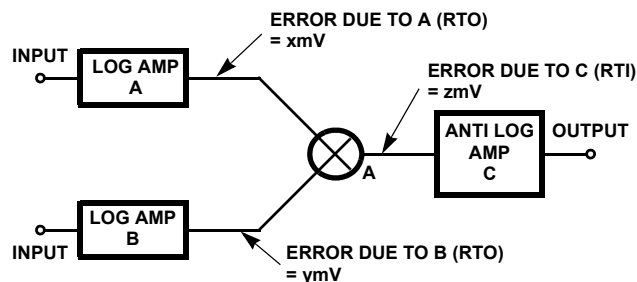 ERROR DUE TO A (RTO)
= xmV
INPUT
LOG AMP
A
ERROR DUE TO C (RTI)
= zmV
ANTI LOG
AMP
C
OUTPUT
A
LOG AMP
B
INPUT
ERROR DUE TO B (RTO)
= ymV